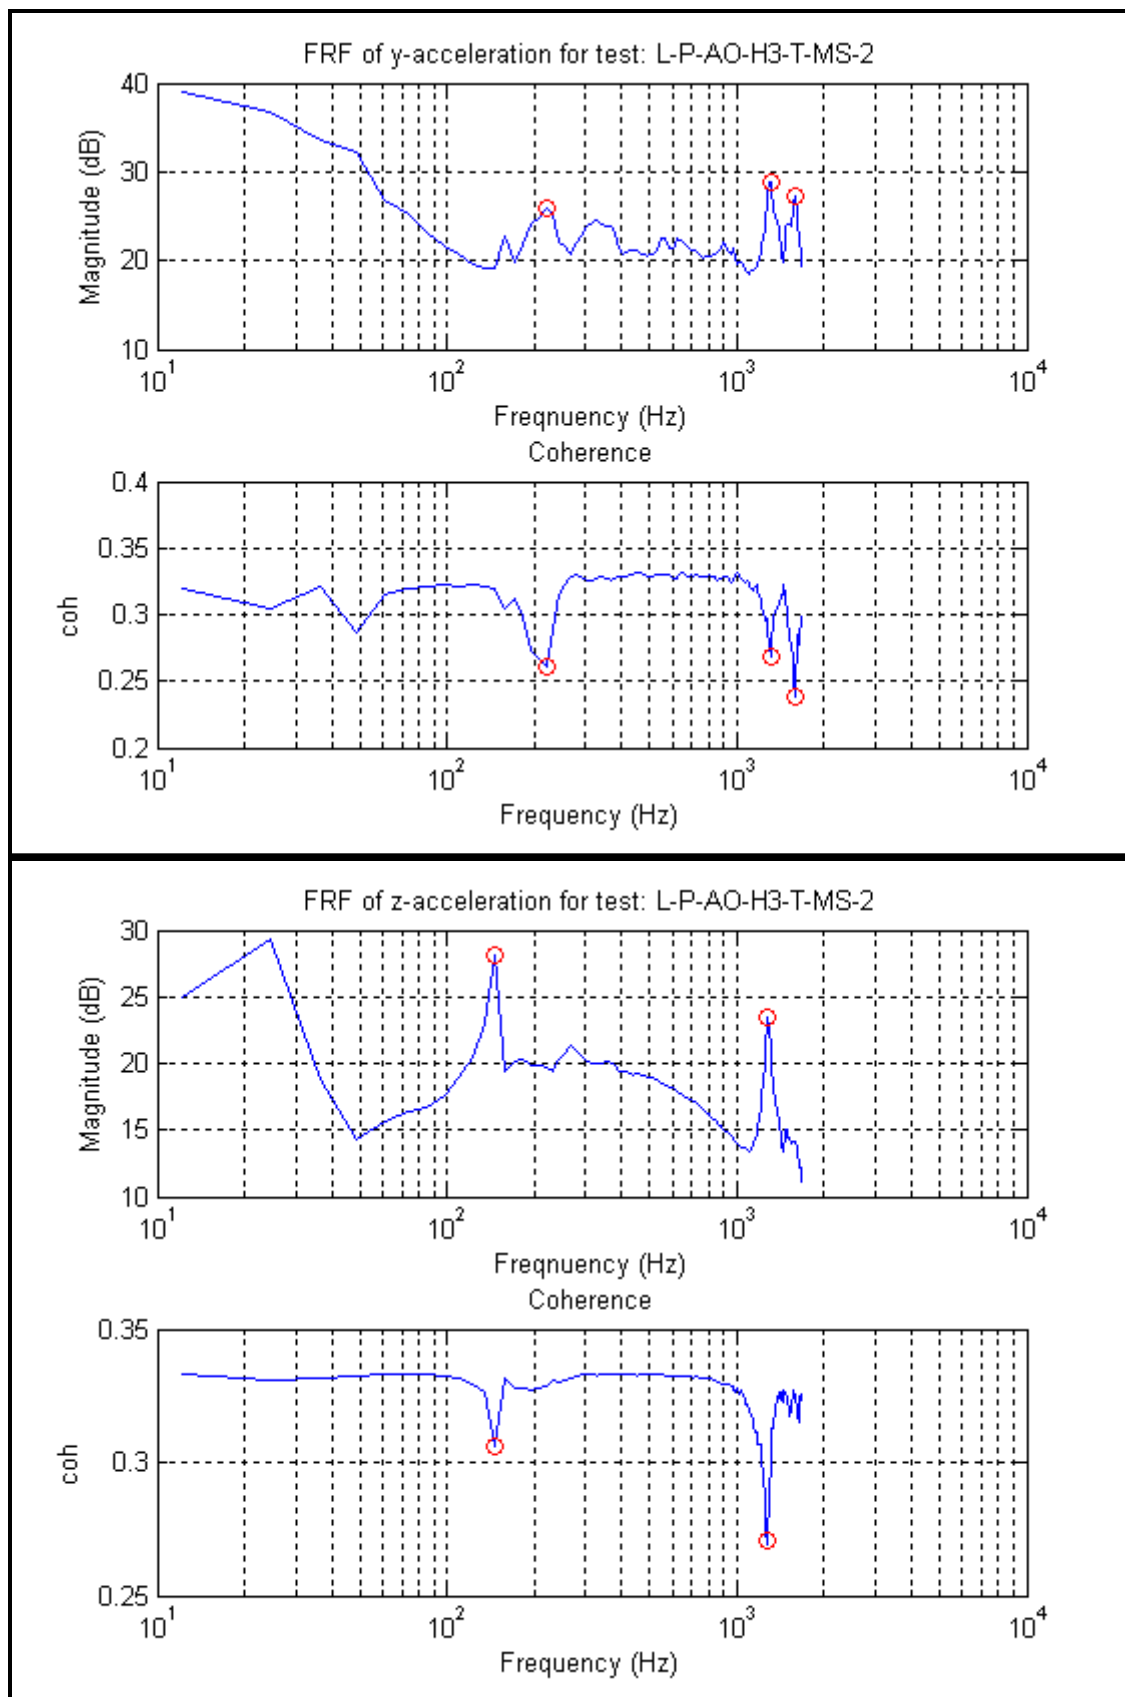 FRF of y-acceleration for test: L-P-AO-H3-T-MS-2
40
30
20
10
Magnitude (dB)
10^1 10^2 10^3 10^4
Freqnuency (Hz)
Coherence
0.4
0.35
0.3
0.25
0.2
coh
10^1 10^2 10^3 10^4
Frequency (Hz)
FRF of z-acceleration for test: L-P-AO-H3-T-MS-2
30
25
20
15
10
Magnitude (dB)
10^1 10^2 10^3 10^4
Freqnuency (Hz)
Coherence
0.35
0.3
0.25
coh
10^1 10^2 10^3 10^4
Frequency (Hz)